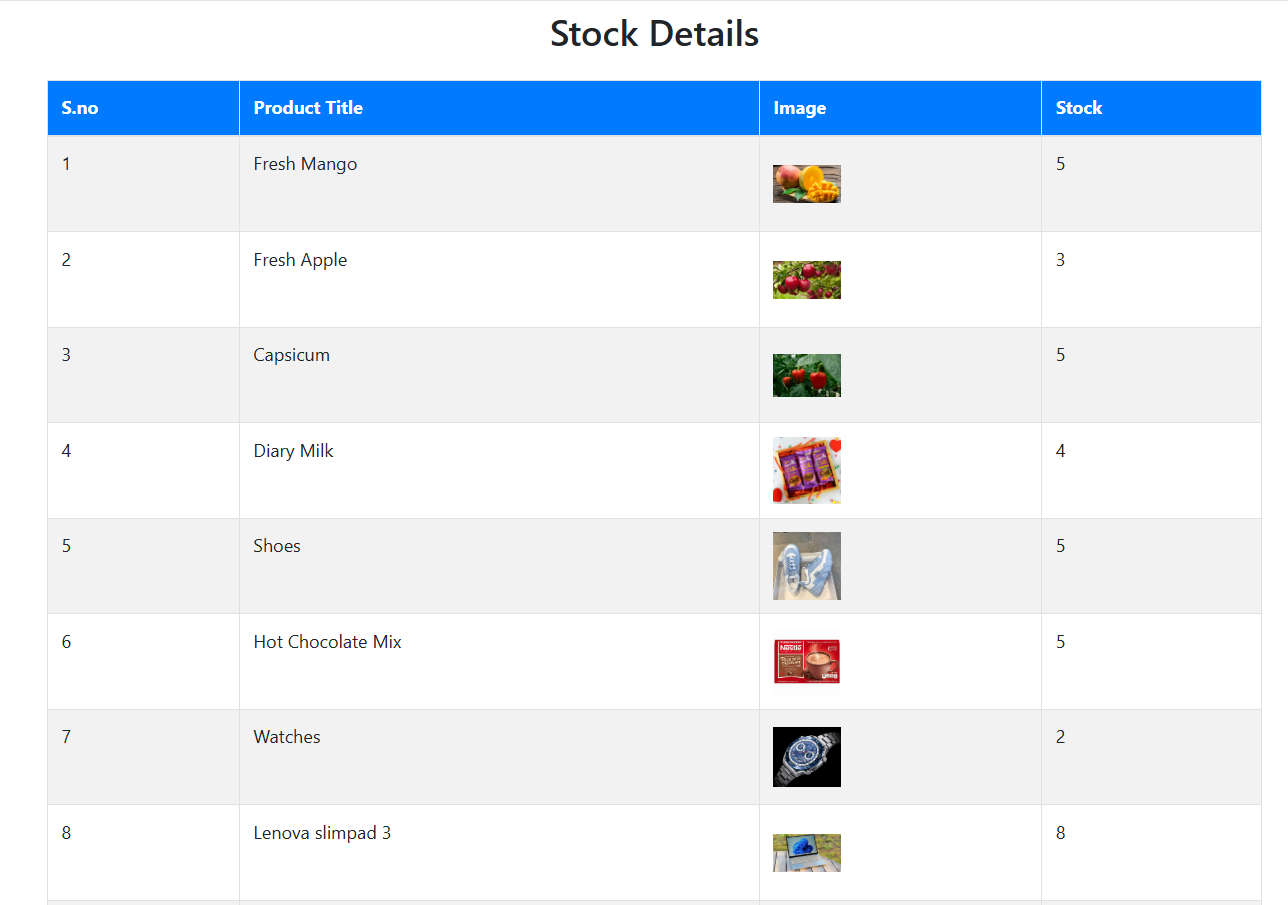 Stock Details
S.no Product Title Image Stock
1 Fresh Mango 5
2 Fresh Apple 3
3 Capsicum 5
4 Diary Milk 4
5 Shoes 5
6 Hot Chocolate Mix 5
Nestle
7 Watches 2
8 Lenova slimpad 3 8